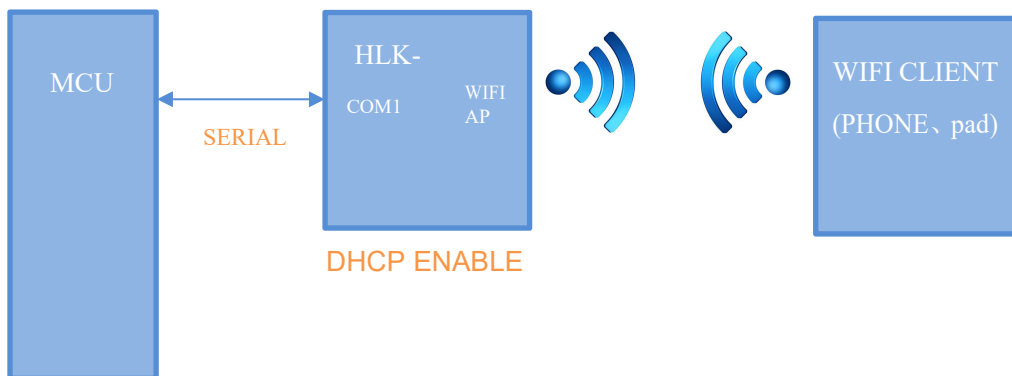 MCU
SERIAL
HLK-
COM1
WIFI
AP
DHCP ENABLE
WIFI CLIENT
(PHONE、pad)